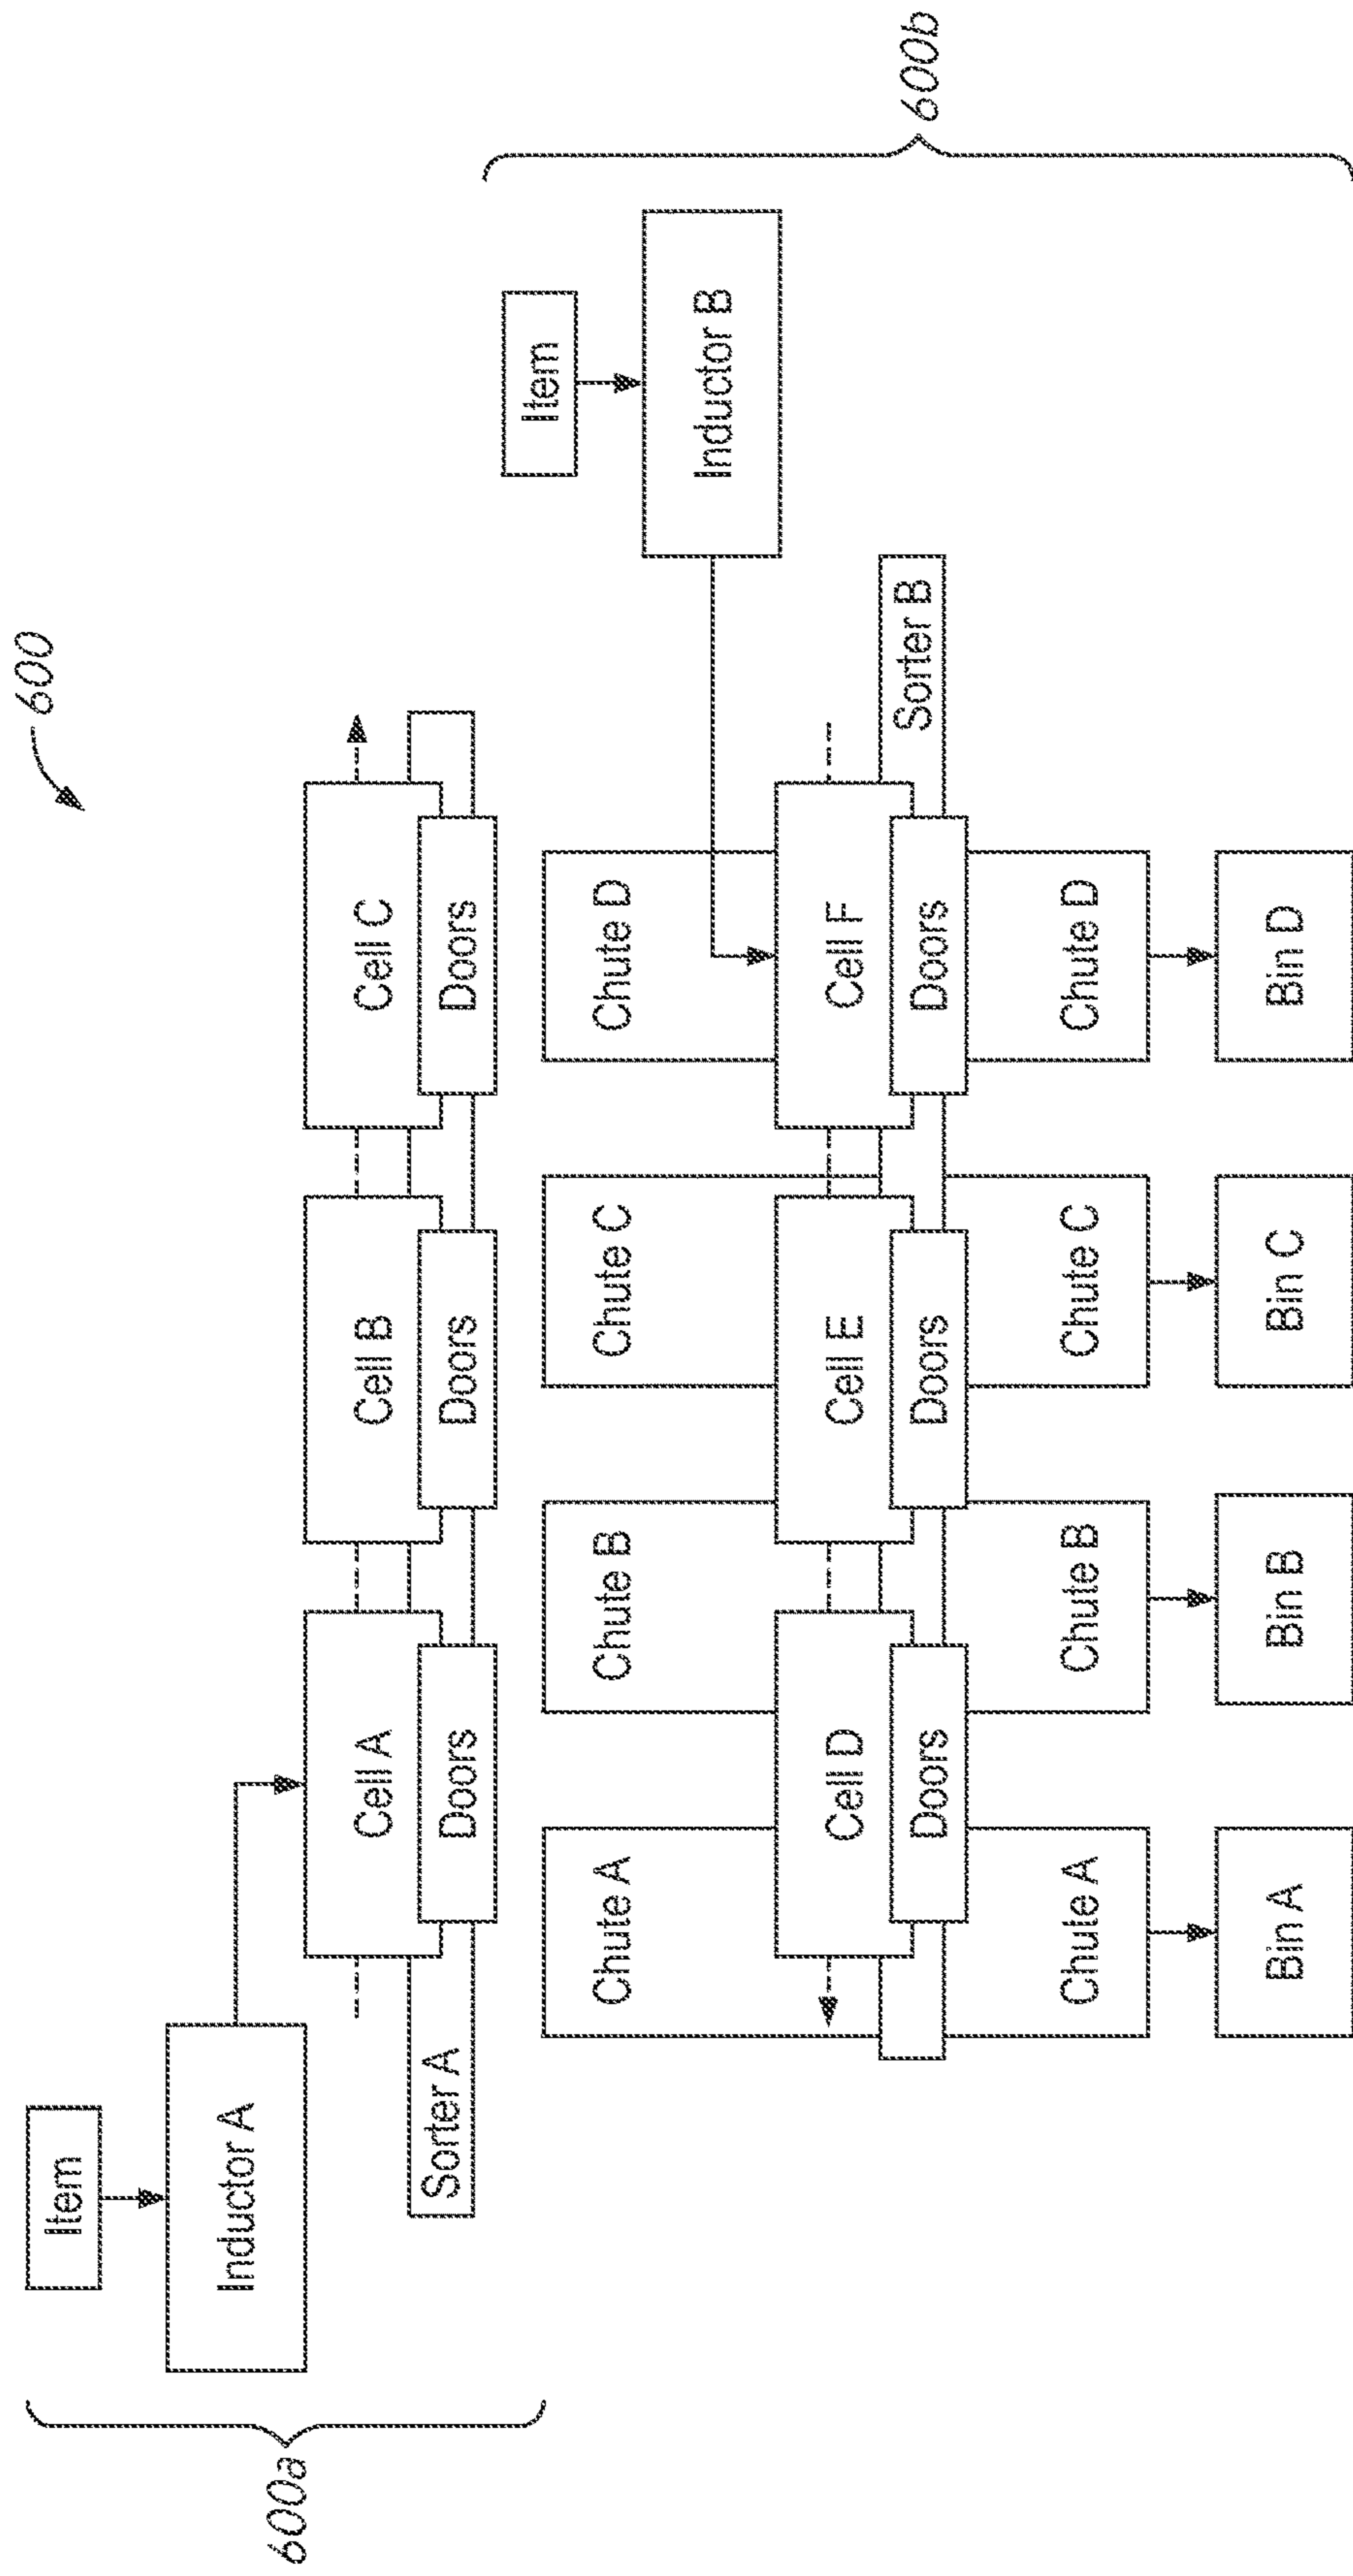 600
600a
Item
Inductor A
Cell A
Cell B
Cell C
Doors
Doors
Doors
Sorter A
600b
Item
Inductor B
Chute A
Chute B
Chute C
Chute D
Cell D
Cell E
Cell F
Doors
Doors
Doors
Sorter B
Chute A
Chute B
Chute C
Chute D
Bin A
Bin B
Bin C
Bin D